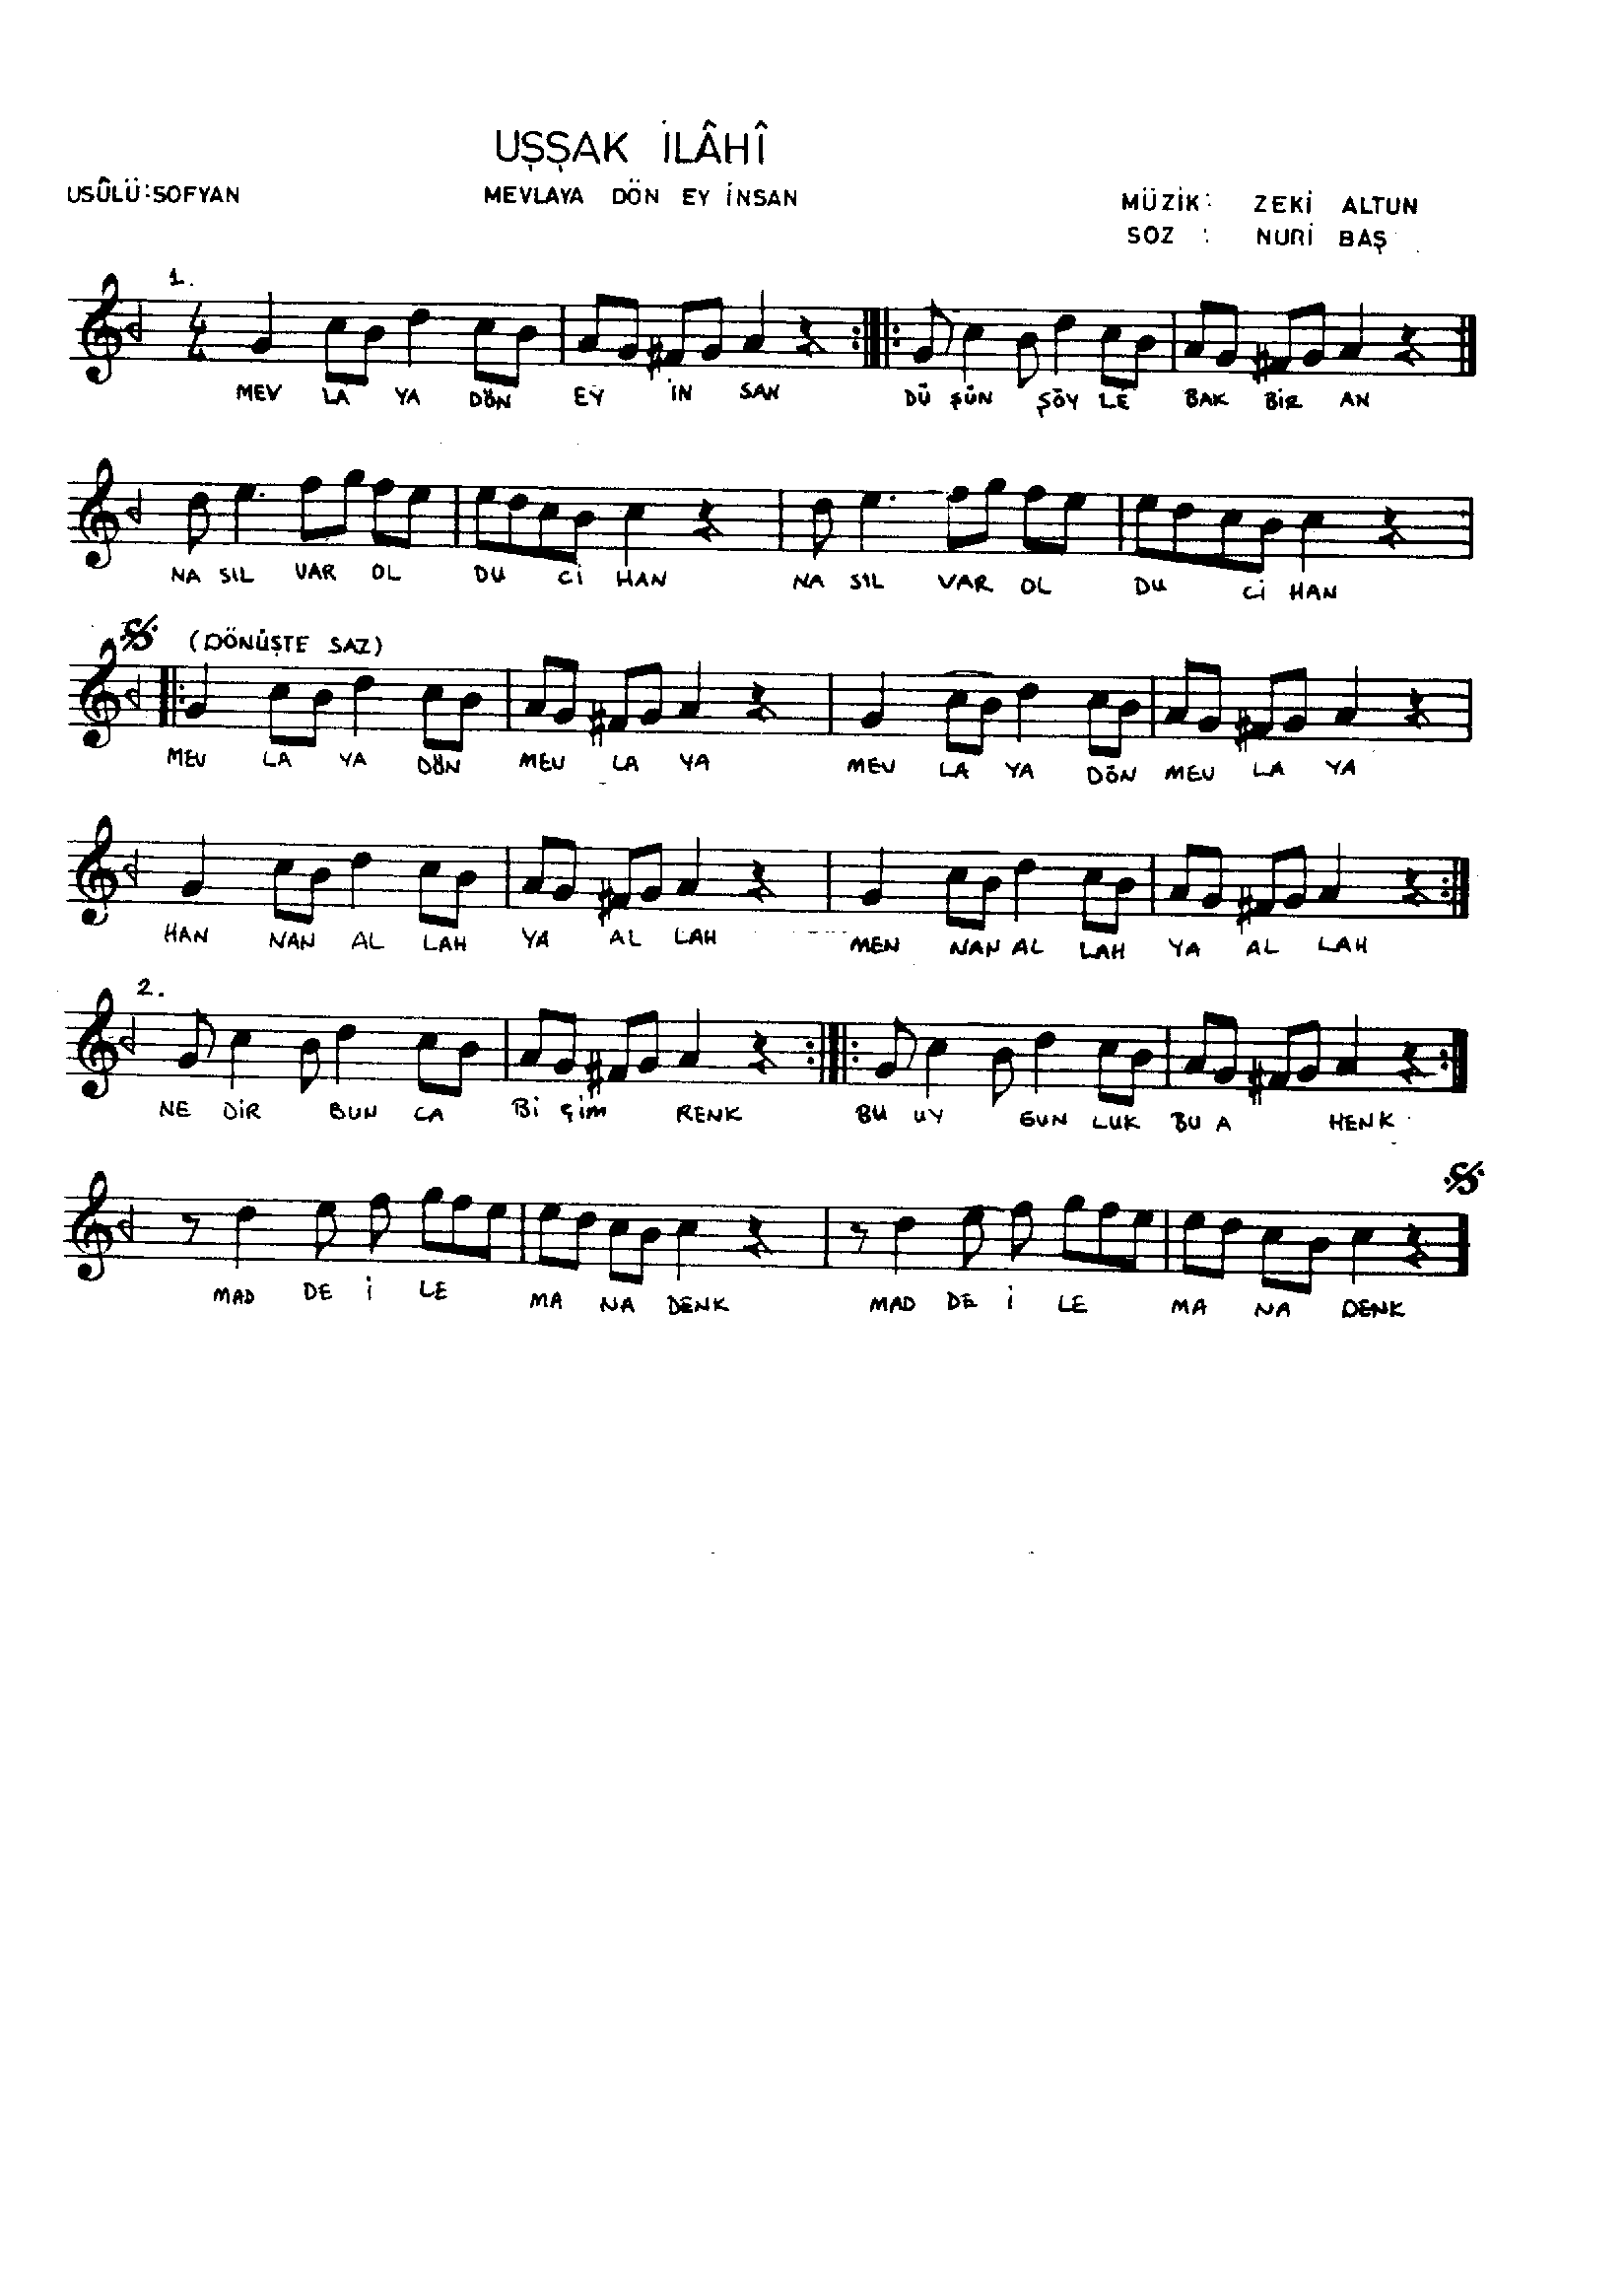 UŞŞAK İLÂHÎ
USÛLÜ:SOFYAN MEVLAYA DÖN EY İNSAN MÜZİK: ZEKİ ALTUN
SOZ : NURİ BAŞ
1.
4
4
MEV LA YA DÖN EY İN SAN DÜ ŞÜN ŞÖY LE BAK BİR AN
NA SIL VAR OL DU Cİ HAN NA SIL VAR OL DU Cİ HAN
(DÖNÜŞTE SAZ)
MEV LA YA DÖN MEV LA YA MEV LA YA DÖN MEV LA YA
HAN NAN AL LAH YA AL LAH MEN NAN AL LAH YA AL LAH
2.
NE DİR BUN CA Bİ ÇİM RENK BU UY GUN LUK BU A HENK
MAD DE İ LE MA NA DENK MAD DE İ LE MA NA DENK